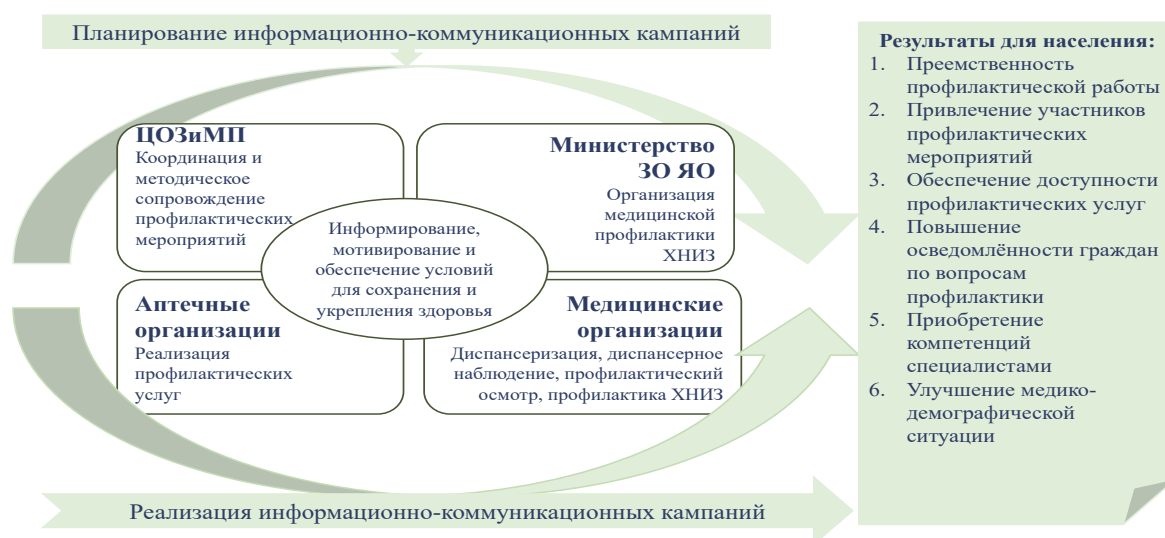 Планирование информационно-коммуникационных кампаний
ЦОЗиМП
Координация и
методическое
сопровождение
профилактических
мероприятий
Министерство
ЗО ЯО
Организация
медицинской
профилактики
ХНИЗ
Информирование,
мотивирование и
обеспечение условий
для сохранения и
укрепления здоровья
Аптечные
организации
Реализация
профилактических
услуг
Медицинские
организации
Диспансеризация, диспансерное
наблюдение, профилактический
осмотр, профилактика ХНИЗ
Реализация информационно-коммуникационных кампаний
Результаты для населения:
1. Преемственность
профилактической работы
2. Привлечение участников
профилактических
мероприятий
3. Обеспечение доступности
профилактических услуг
4. Повышение
осведомлённости граждан
по вопросам
профилактики
5. Приобретение
компетенций
специалистами
6. Улучшение медико-
демографической
ситуации